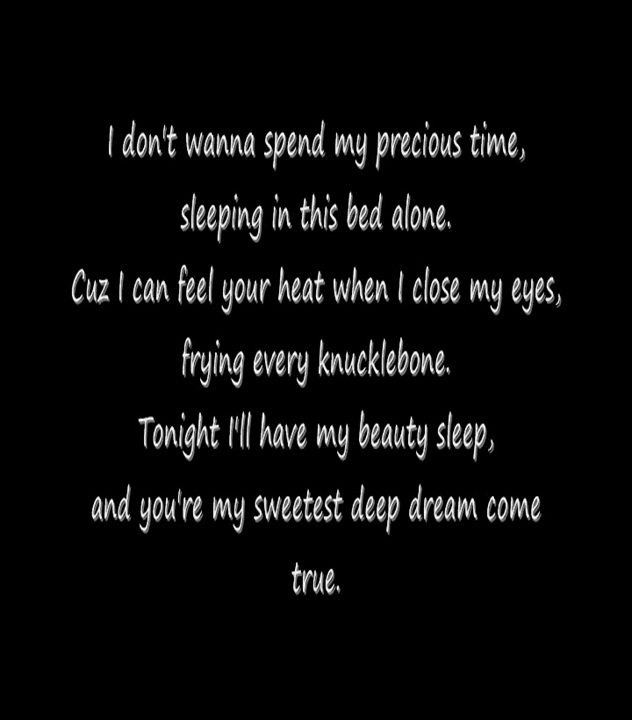 I don't wanna spend my precious time,
sleeping in this bed alone.
Cuz I can feel your heat when I close my eyes,
frying every knucklebone.
Tonight I'll have my beauty sleep,
and you're my sweetest deep dream come
true.